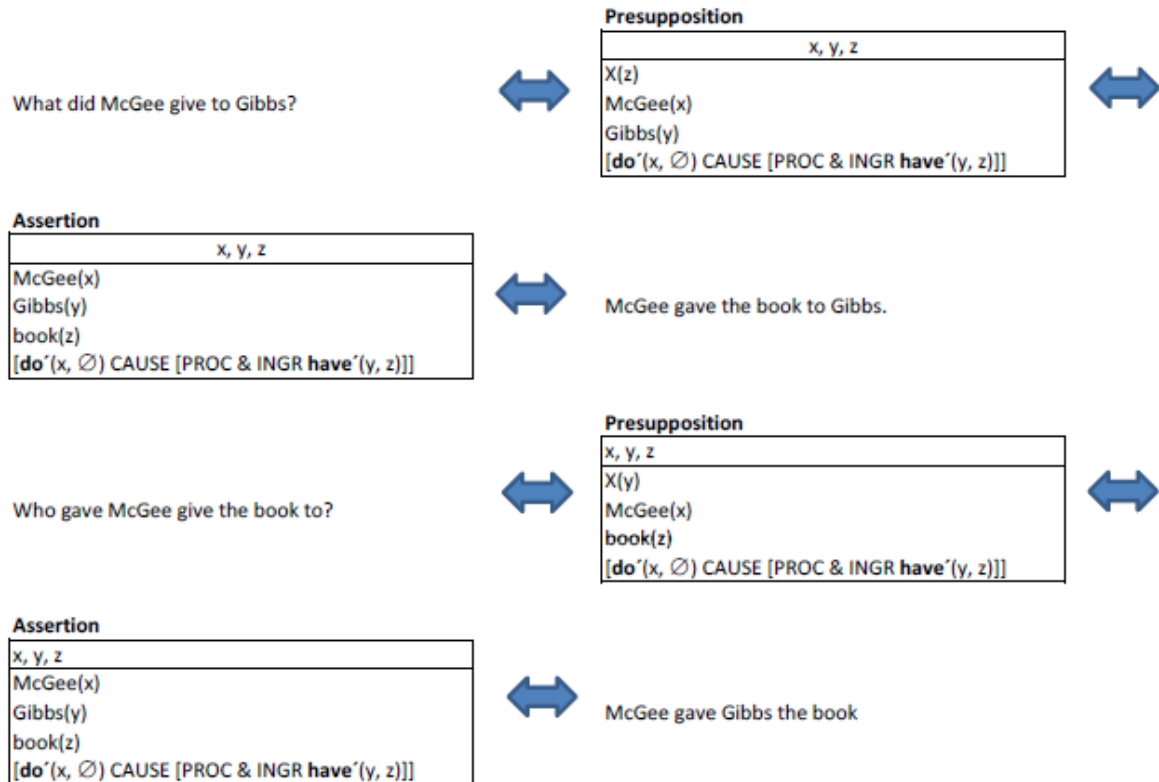 Presupposition
x, y, z
What did McGee give to Gibbs?
X(z)
McGee(x)
Gibbs(y)
[do´(x, ∅) CAUSE [PROC & INGR have´(y, z)]]
Assertion
x, y, z
McGee(x)
Gibbs(y)
book(z)
[do´(x, ∅) CAUSE [PROC & INGR have´(y, z)]]
McGee gave the book to Gibbs.
Presupposition
x, y, z
Who gave McGee give the book to?
X(y)
McGee(x)
book(z)
[do´(x, ∅) CAUSE [PROC & INGR have´(y, z)]]
Assertion
x, y, z
McGee(x)
Gibbs(y)
book(z)
[do´(x, ∅) CAUSE [PROC & INGR have´(y, z)]]
McGee gave Gibbs the book